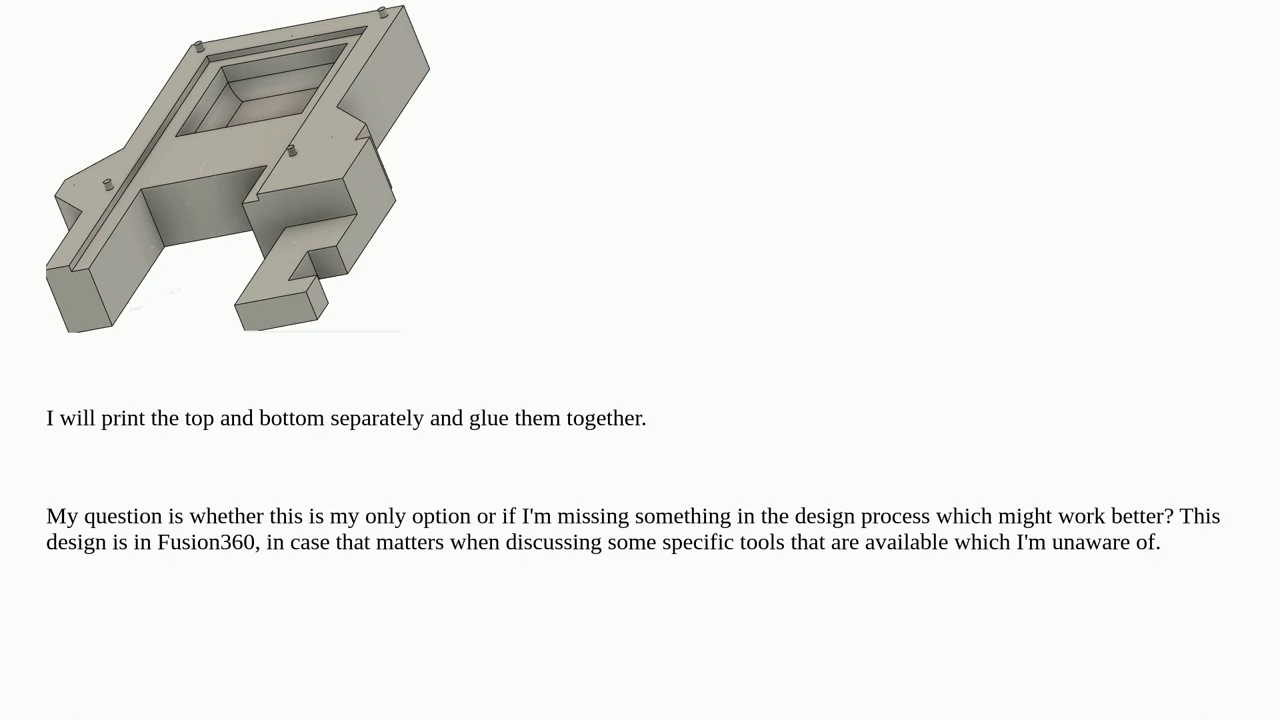 I will print the top and bottom separately and glue them together.
My question is whether this is my only option or if I'm missing something in the design process which might work better? This
design is in Fusion360, in case that matters when discussing some specific tools that are available which I'm unaware of.